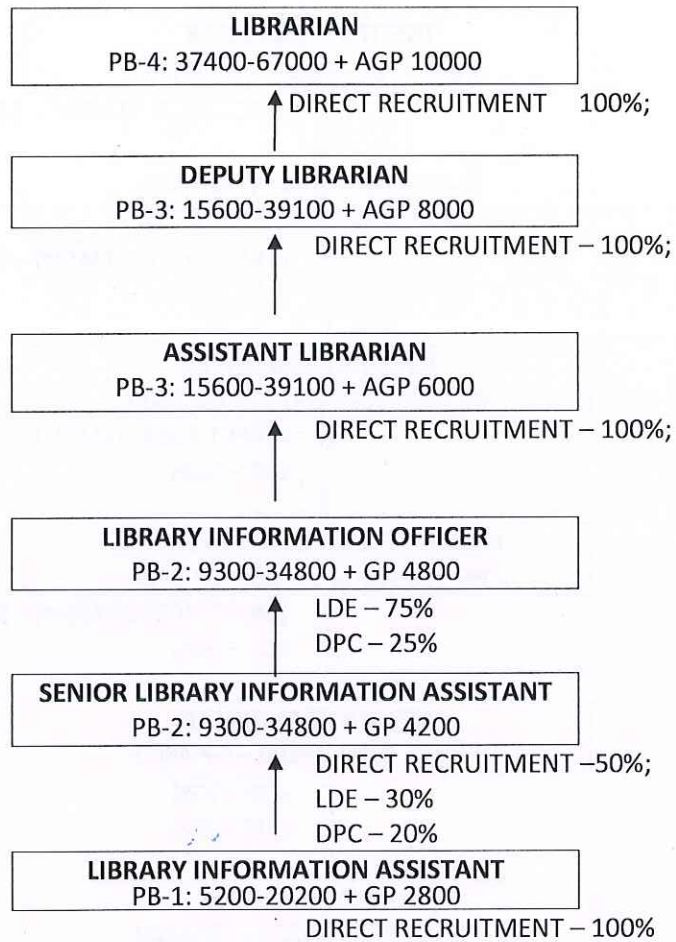 LIBRARIAN
PB-4: 37400-67000 + AGP 10000
DIRECT RECRUITMENT 100%;
DEPUTY LIBRARIAN
PB-3: 15600-39100 + AGP 8000
DIRECT RECRUITMENT – 100%;
ASSISTANT LIBRARIAN
PB-3: 15600-39100 + AGP 6000
DIRECT RECRUITMENT – 100%;
LIBRARY INFORMATION OFFICER
PB-2: 9300-34800 + GP 4800
LDE – 75%
DPC – 25%
SENIOR LIBRARY INFORMATION ASSISTANT
PB-2: 9300-34800 + GP 4200
DIRECT RECRUITMENT –50%;
LDE – 30%
DPC – 20%
LIBRARY INFORMATION ASSISTANT
PB-1: 5200-20200 + GP 2800
DIRECT RECRUITMENT – 100%